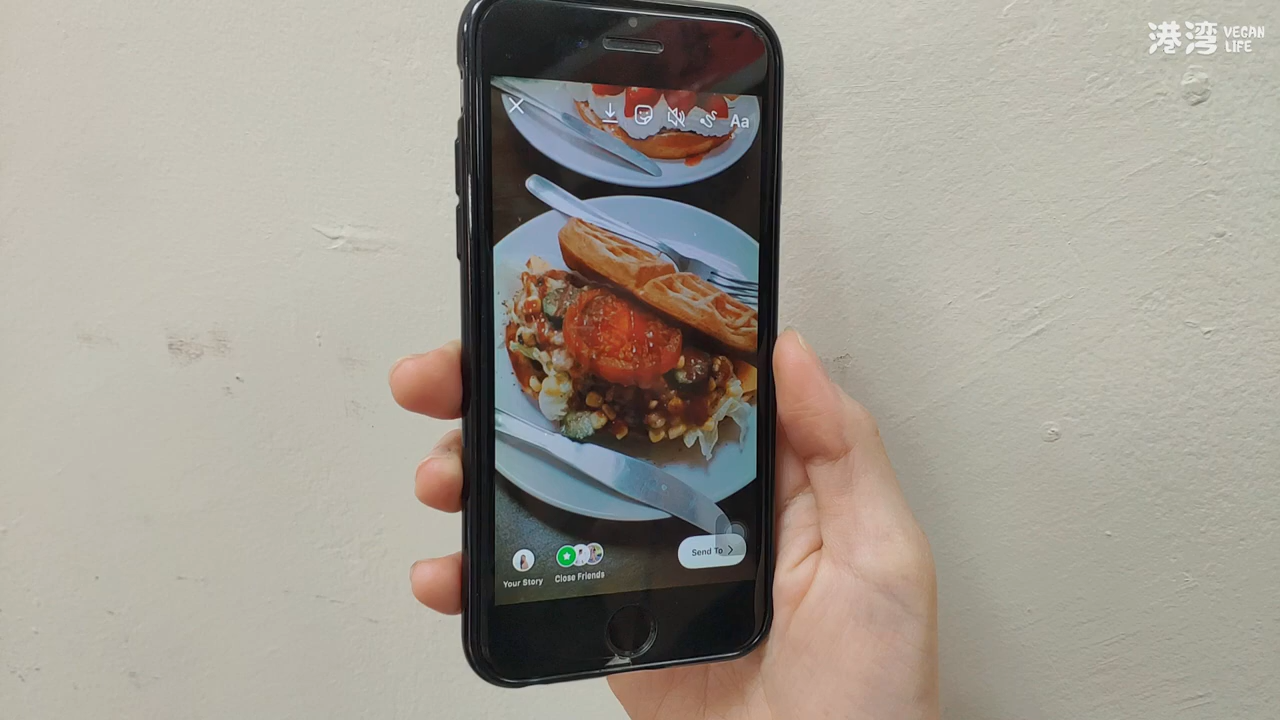 港湾 VEGAN
LIFE
Aa
Your Story
Close Friends
Send To